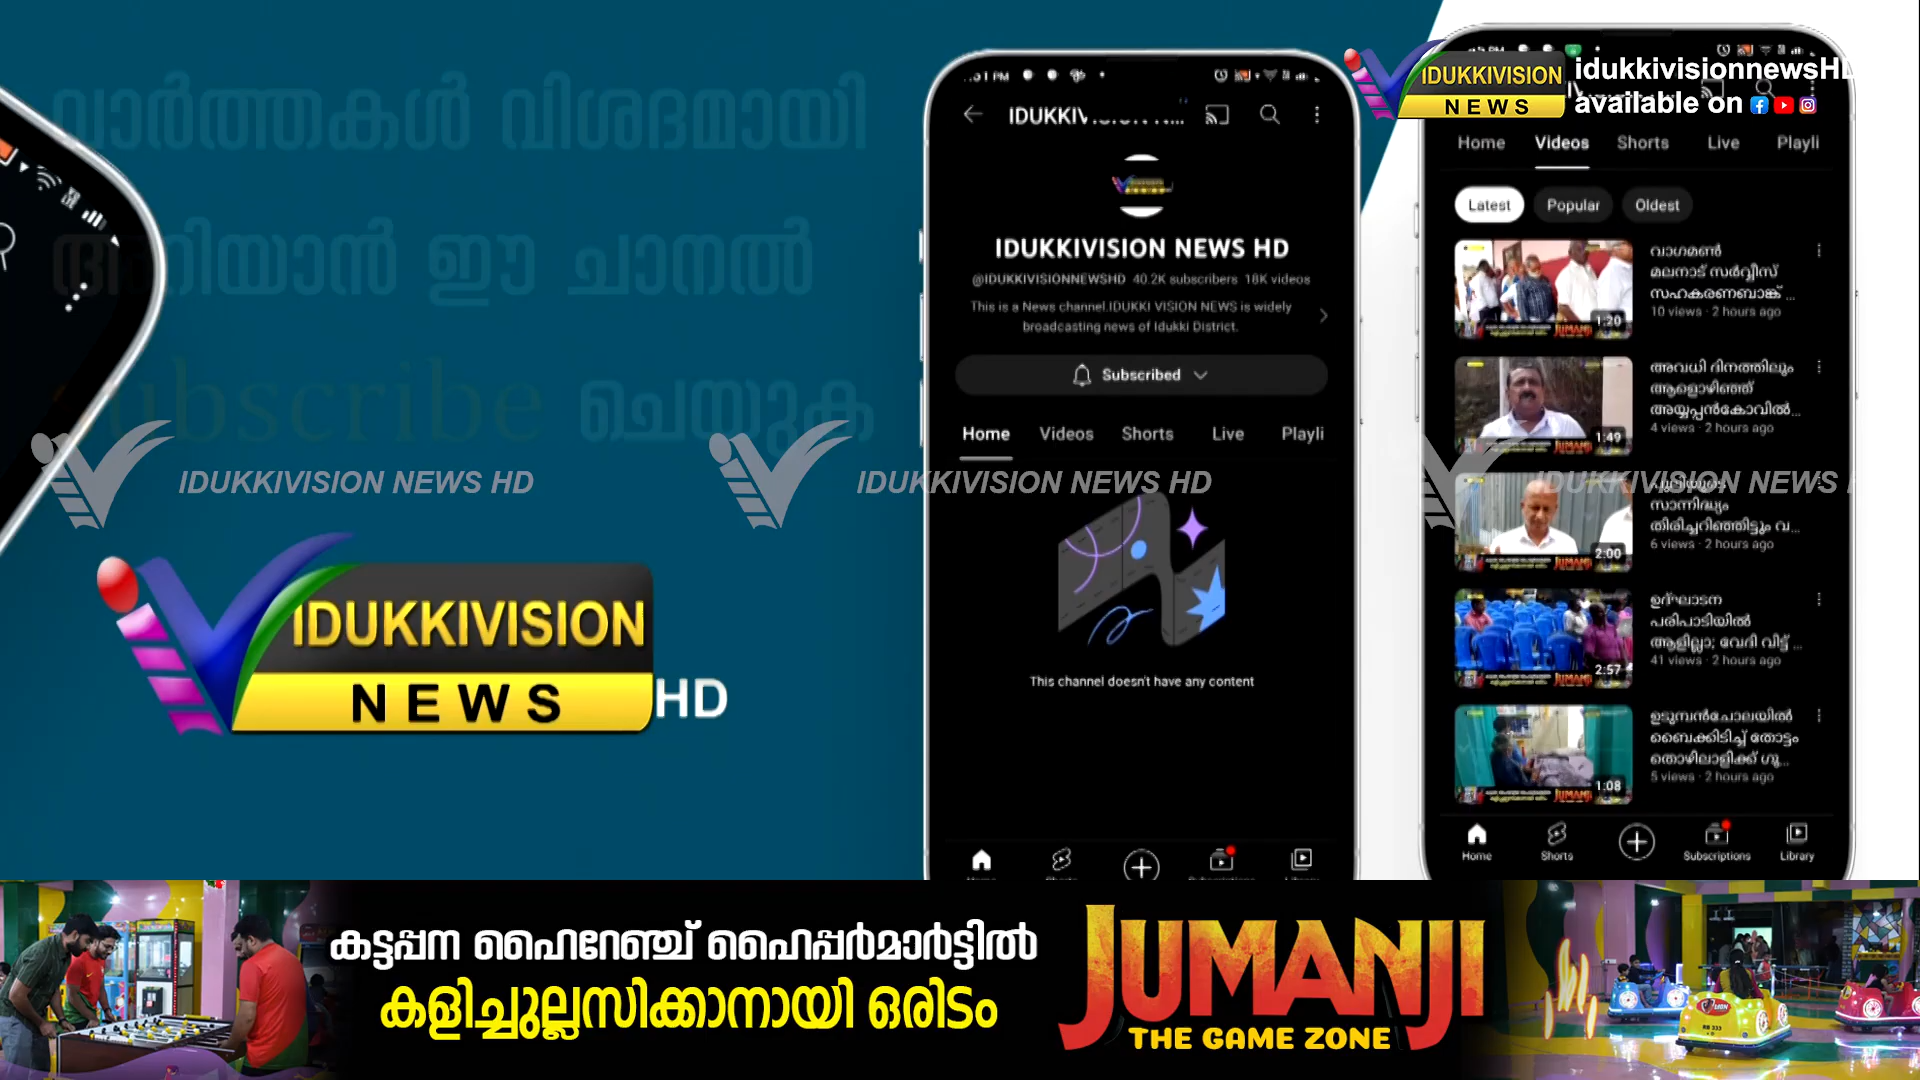 വാർത്തകൾ വിശദമായി
അറിയാൻ ഈ ചാനൽ
Subscribe ചെയുക
IDUKKIVISION NEWS HD
IDUKKIVISION
NEWS HD
IDUKKIVISION NEWS HD
@IDUKKIVISIONNEWSHD 40.2K subscribers 18K videos
This is a News channel.IDUKKI VISION NEWS is widely
broadcasting news of Idukki District.
Subscribed
Home Videos Shorts Live Playli
IDUKKIVISION NEWS HD
This channel doesn't have any content
IDUKKIVISION
NEWS
idukkivisionnewsHD
available on
Home Videos Shorts Live Playli
Latest Popular Oldest
വാഗമൺ
മലനാട് സർവ്വീസ്
സഹകരണബാങ്ക് ...
10 views · 2 hours ago
1:20
അവധി ദിനത്തിലും
ആളൊഴിഞ്ഞ്
അയ്യപ്പൻകോവിൽ...
4 views · 2 hours ago
1:49
IDUKKIVISION NEWS
സാന്നിദ്ധ്യം
തിരിച്ചറിഞ്ഞിട്ടും വ...
6 views · 2 hours ago
2:00
ഉദ്ഘാടന
പരിപാടിയിൽ
ആളില്ലാ; വേദി വിട്ട് ...
41 views · 2 hours ago
2:57
ഉടുമ്പൻചോലയിൽ
ബൈക്കിടിച്ച് തോട്ടം
തൊഴിലാളിക്ക് ഗു...
5 views · 2 hours ago
1:08
Home Shorts Subscriptions Library
കട്ടപ്പന ഹൈറേഞ്ച് ഹൈപ്പർമാർട്ടിൽ
കളിച്ചുല്ലസിക്കാനായി ഒരിടം
JUMANJI
THE GAME ZONE